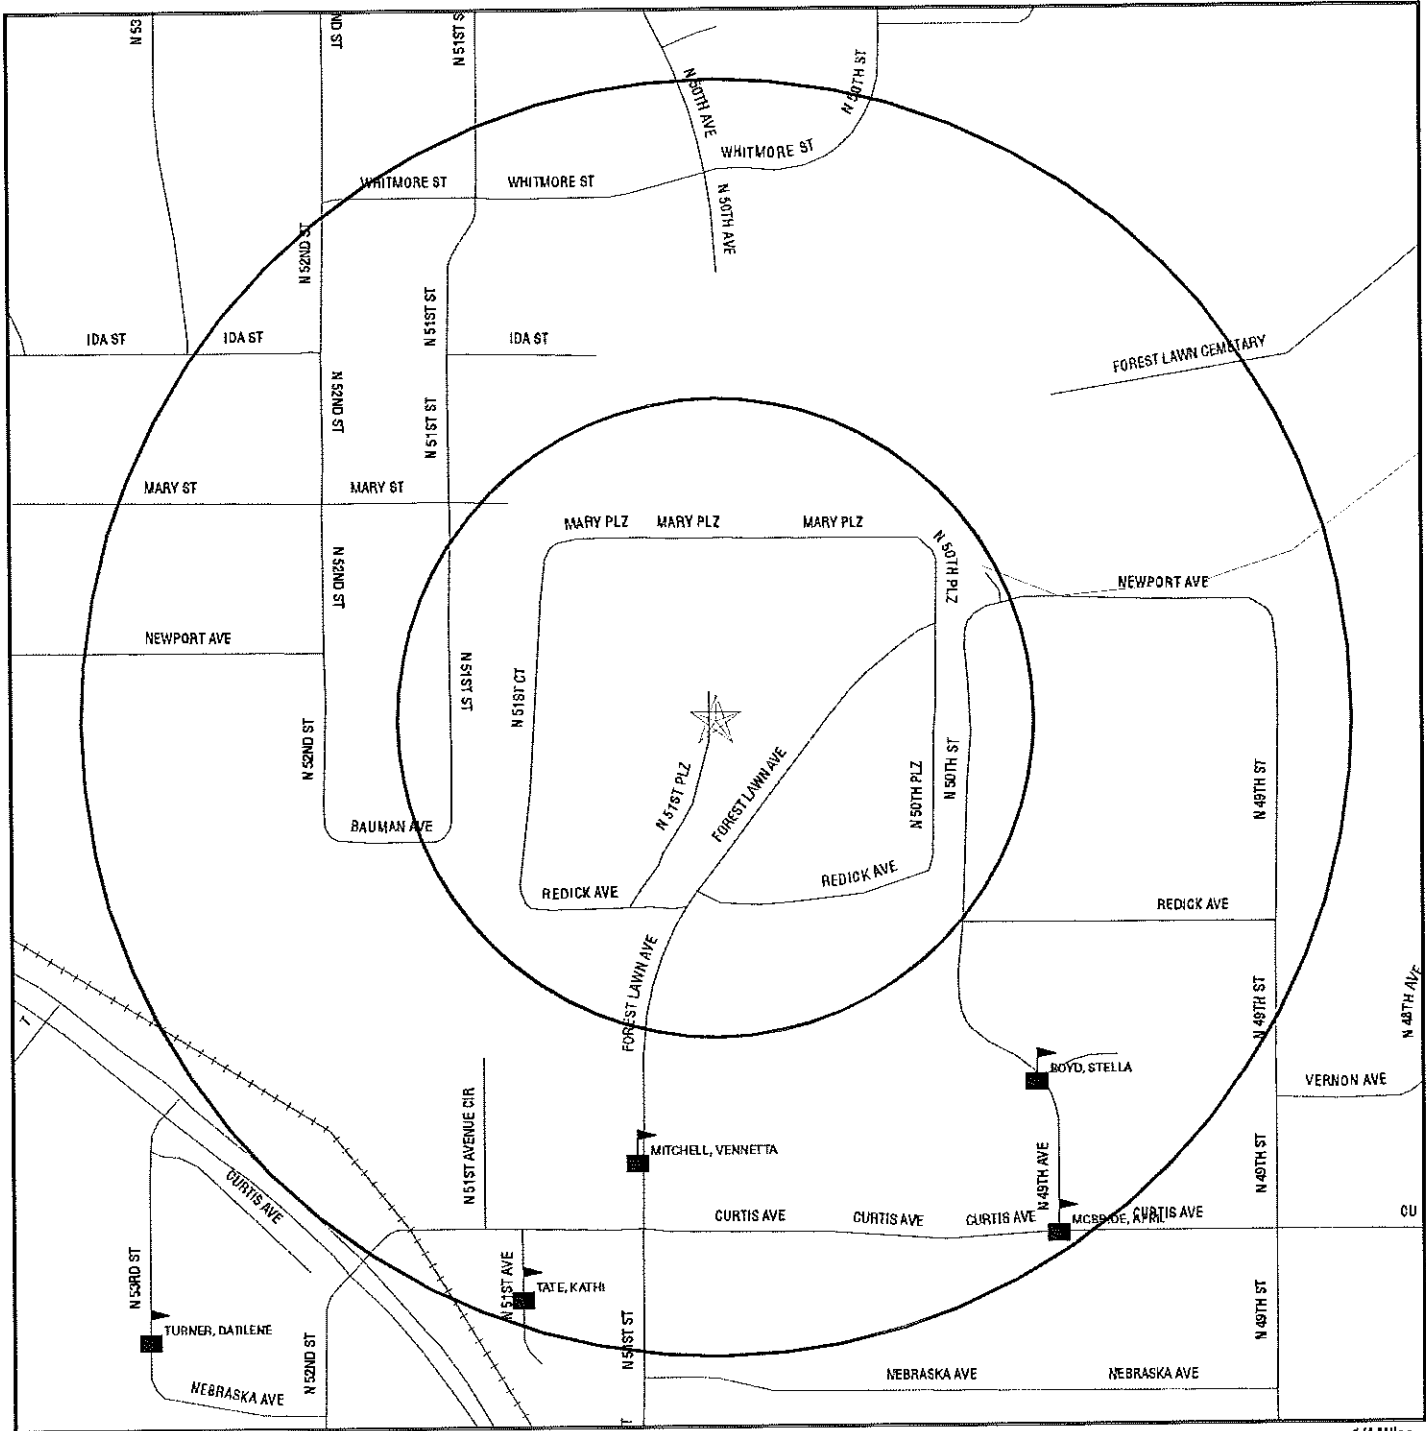 N 53
ND ST
N 51ST S
N 50TH AVE
N 50TH ST
WHITMORE ST
WHITMORE ST
WHITMORE ST
N 50TH AVE
N 52ND ST
N 51ST ST
IDA ST
IDA ST
IDA ST
FOREST LAWN CEMETARY
N 52ND ST
N 51ST ST
MARY ST
MARY ST
MARY PLZ
MARY PLZ
MARY PLZ
N 50TH PLZ
N 52ND ST
NEWPORT AVE
NEWPORT AVE
N 51ST ST
N 51ST CT
N 52ND ST
N 51ST PLZ
FOREST LAWN AVE
N 50TH PLZ
N 50TH ST
N 49TH ST
BAUMAN AVE
REDICK AVE
REDICK AVE
REDICK AVE
FOREST LAWN AVE
N 49TH ST
N 48TH AVE
T
BOYD, STELLA
VERNON AVE
N 51ST AVENUE CIR
MITCHELL, VENNETTA
N 49TH AVE
N 49TH ST
CURTIS AVE
CURTIS AVE
CURTIS AVE
CURTIS AVE
MCBRIDE, APRIL
CURTIS AVE
CU
N 53RD ST
N 51ST AVE
TATE, KATHI
N 49TH ST
TURNER, DATLENE
N 52ND ST
N 51ST ST
NEBRASKA AVE
NEBRASKA AVE
NEBRASKA AVE
T